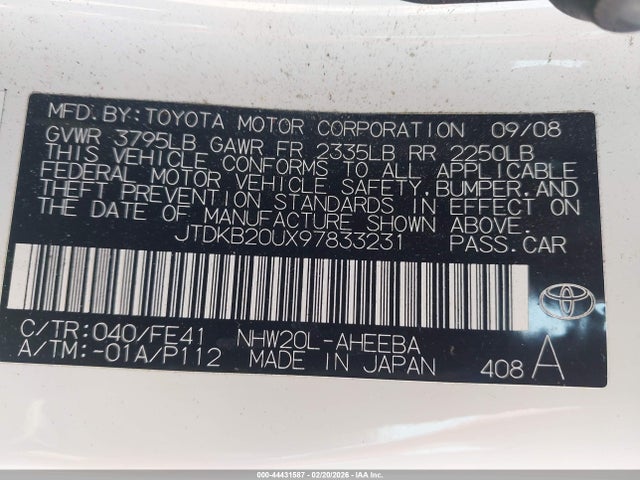 MFD.BY:TOYOTA MOTOR CORPORATION 09/08
GVWR 3795LB GAWR FR 2335LB RR 2250LB
THIS VEHICLE CONFORMS TO ALL APPLICABLE
FEDERAL MOTOR VEHICLE SAFETY,BUMPER,AND
THEFT PREVENTION STANDARDS IN EFFECT ON
THE DATE OF MANUFACTURE SHOWN ABOVE.
JTDKB20UX97833231 PASS.CAR
C/TR:040/FE41 NHW20L-AHEEBA
A/TM:-01A/P112 MADE IN JAPAN 408 A
000-44431587 - 02/20/2026 - IAA Inc.